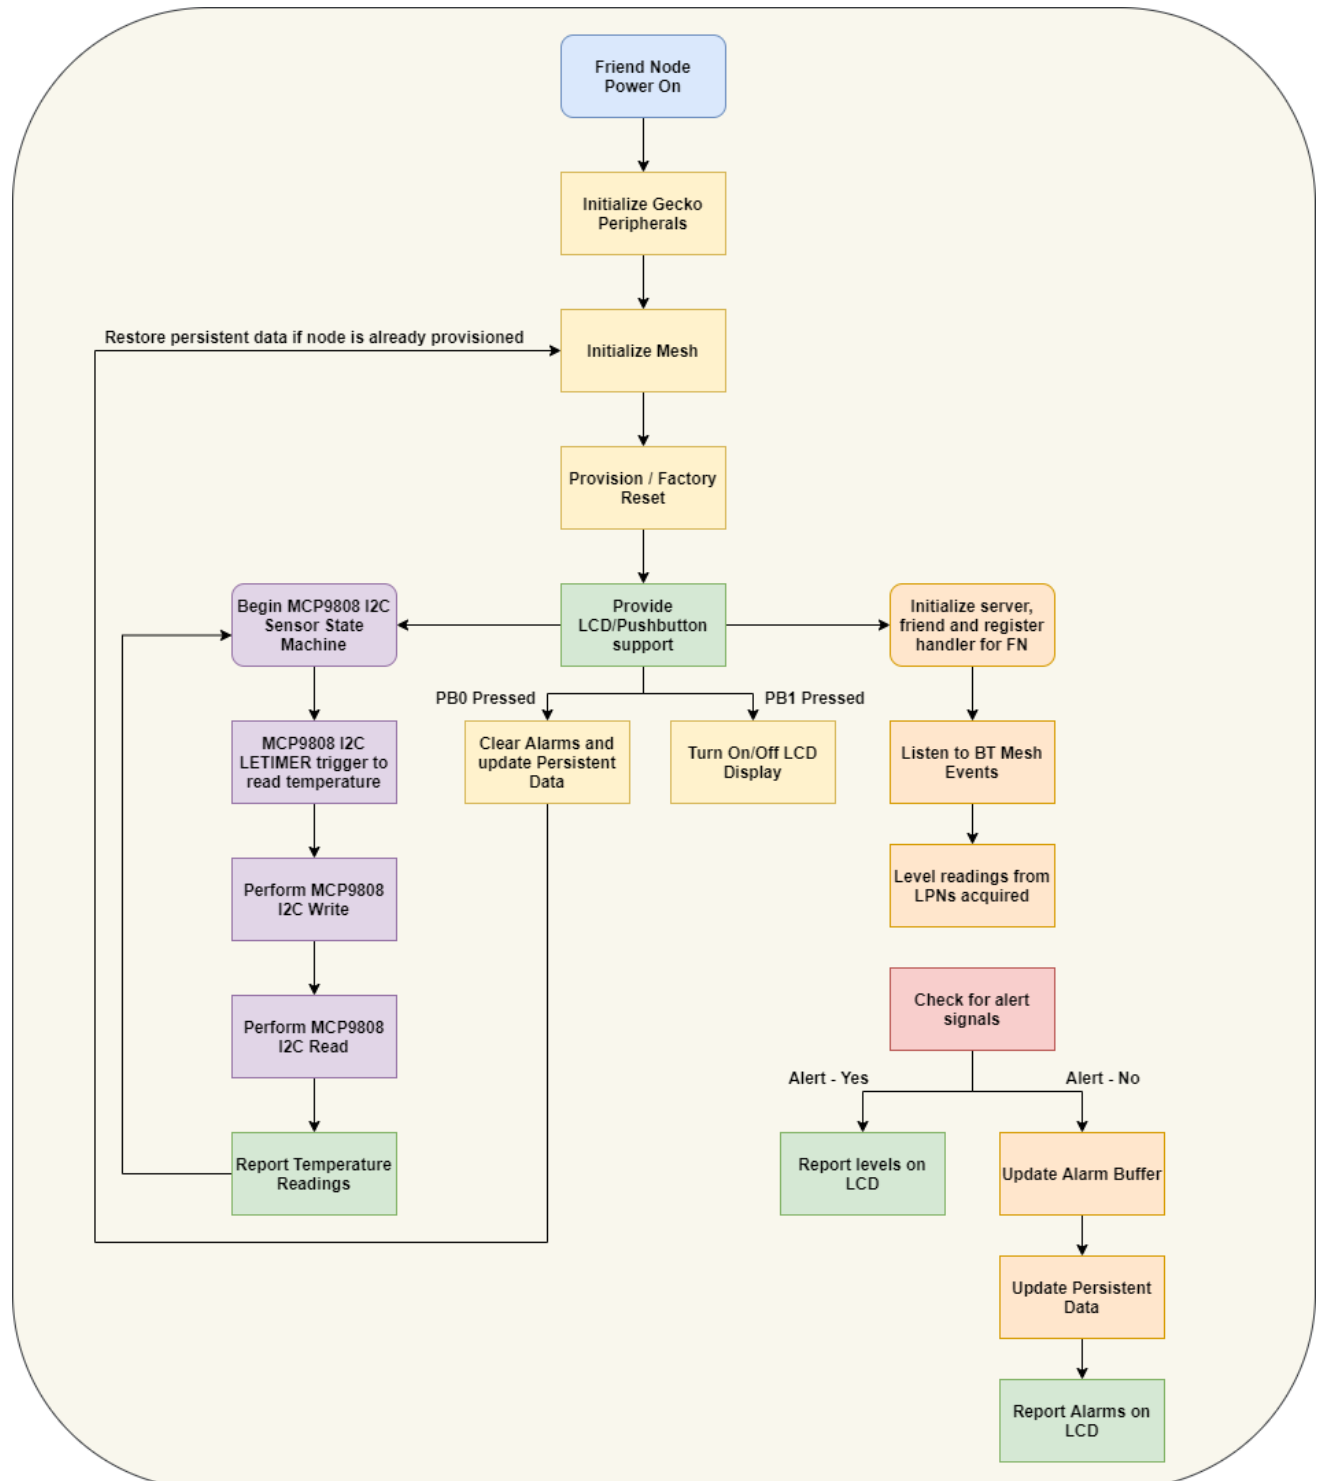 Friend Node
Power On
Initialize Gecko
Peripherals
Restore persistent data if node is already provisioned
Initialize Mesh
Provision / Factory
Reset
Begin MCP9808 I2C
Sensor State
Machine
Provide
LCD/Pushbutton
support
Initialize server,
friend and register
handler for FN
PB0 Pressed
PB1 Pressed
MCP9808 I2C
LETIMER trigger to
read temperature
Clear Alarms and
update Persistent
Data
Turn On/Off LCD
Display
Listen to BT Mesh
Events
Perform MCP9808
I2C Write
Level readings from
LPNs acquired
Perform MCP9808
I2C Read
Check for alert
signals
Alert - Yes
Alert - No
Report Temperature
Readings
Report levels on
LCD
Update Alarm Buffer
Update Persistent
Data
Report Alarms on
LCD